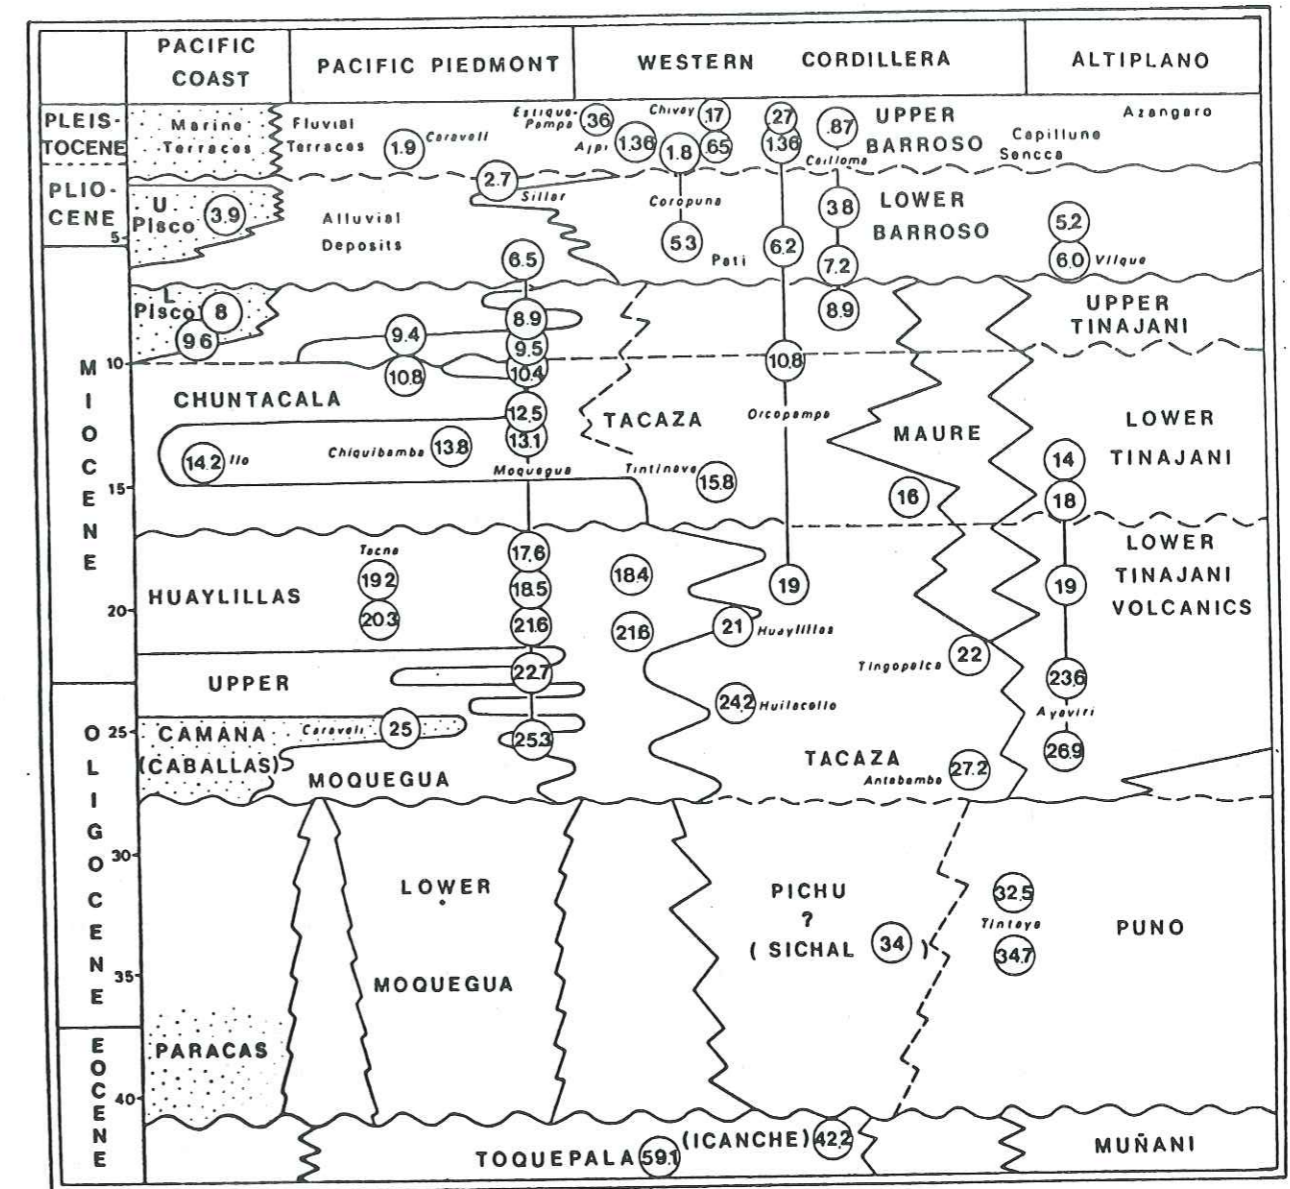 PACIFIC COAST
PACIFIC PIEDMONT
WESTERN CORDILLERA
ALTIPLANO
PLEIS-
TOCENE
PLIO-
CENE
MIOCENE
OLIGOCENE
EOCENE
5
10
15
20
25
30
35
40
Marine
Terraces
U
Pisco 3.9
L
Pisco 8
9.6
Fluvial
Terraces
1.9 Caraveli
2.7
Sillar
Alluvial
Deposits
6.5
8.9
9.4
9.5
10.8
10.4
CHUNTACALA
12.5
13.1
14.2 Ilo
Chiquibamba 13.8
Moquegua
Tacna
19.2
20.3
17.6
18.5
21.6
22.7
25.3
HUAYLILLAS
UPPER
CAMANA
(CABALLAS)
Caraveli 25
MOQUEGUA
LOWER
MOQUEGUA
PARACAS
TOQUEPALA 59.1
(ICANCHE) 42.2
Pampa
.36
1.36
1.8
Chivay .17
.65
.27
1.36
.87
Cailloma
UPPER
BARROSO
Coropuna
5.3
Pati
6.2
3.8
7.2
8.9
LOWER
BARROSO
10.8
Orcopampa
TACAZA
MAURE
15.8
16
19
18.4
21.6
21 Huaylillas
24.2 Huilacollo
22
TACAZA
Antabamba 27.2
PICHU
?
(SICHAL 34 )
Azangaro
Capillune
Sencca
5.2
6.0 Vilque
UPPER
TINAJANI
LOWER
TINAJANI
14
18
19
LOWER
TINAJANI
VOLCANICS
23.6
Ayaviri
26.9
32.5
Tintaya
34.7
PUNO
MUÑANI